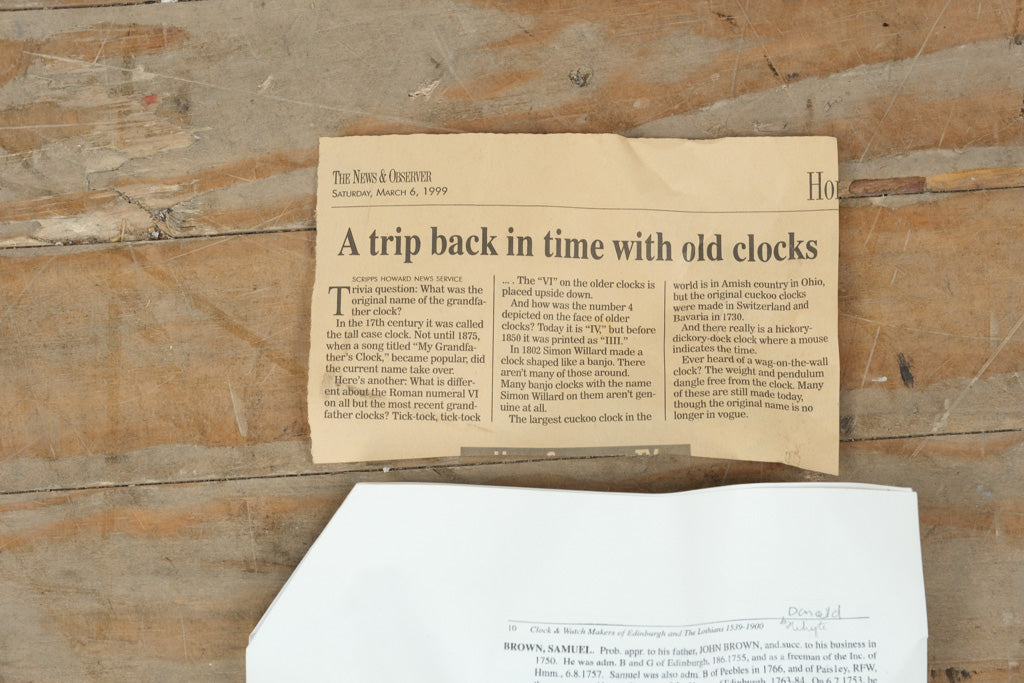 THE NEWS & OBSERVER
SATURDAY, MARCH 6, 1999
A trip back in time with old clocks
SCRIPPS HOWARD NEWS SERVICE
Trivia question: What was the
original name of the grandfa-
ther clock?
In the 17th century it was called
the tall case clock. Not until 1875,
when a song titled "My Grandfa-
ther's Clock," became popular, did
the current name take over.
Here's another: What is differ-
ent about the Roman numeral VI
on all but the most recent grand-
father clocks? Tick-tock, tick-tock
... . The "VI" on the older clocks is
placed upside down.
And how was the number 4
depicted on the face of older
clocks? Today it is "IV," but before
1850 it was printed as "IIII."
In 1802 Simon Willard made a
clock shaped like a banjo. There
aren't many of those around.
Many banjo clocks with the name
Simon Willard on them aren't gen-
uine at all.
The largest cuckoo clock in the
world is in Amish country in Ohio,
but the original cuckoo clocks
were made in Switzerland and
Bavaria in 1730.
And there really is a hickory-
dickory-dock clock where a mouse
indicates the time.
Ever heard of a wag-on-the-wall
clock? The weight and pendulum
dangle free from the clock. Many
of these are still made today,
though the original name is no
longer in vogue.
Donald
by Whyte
10 Clock & Watch Makers of Edinburgh and The Lothians 1539-1900
BROWN, SAMUEL. Prob. appr. to his father, JOHN BROWN, and succ. to his business in
1750. He was adm. B and G of Edinburgh, 186.1755, and as a freeman of the Inc. of
Hmm., 6.8.1757. Samuel was also adm. B of Peebles in 1766, and of Paisley, RFW,
Edinburgh, 1763-84. On 6.7.1753, he